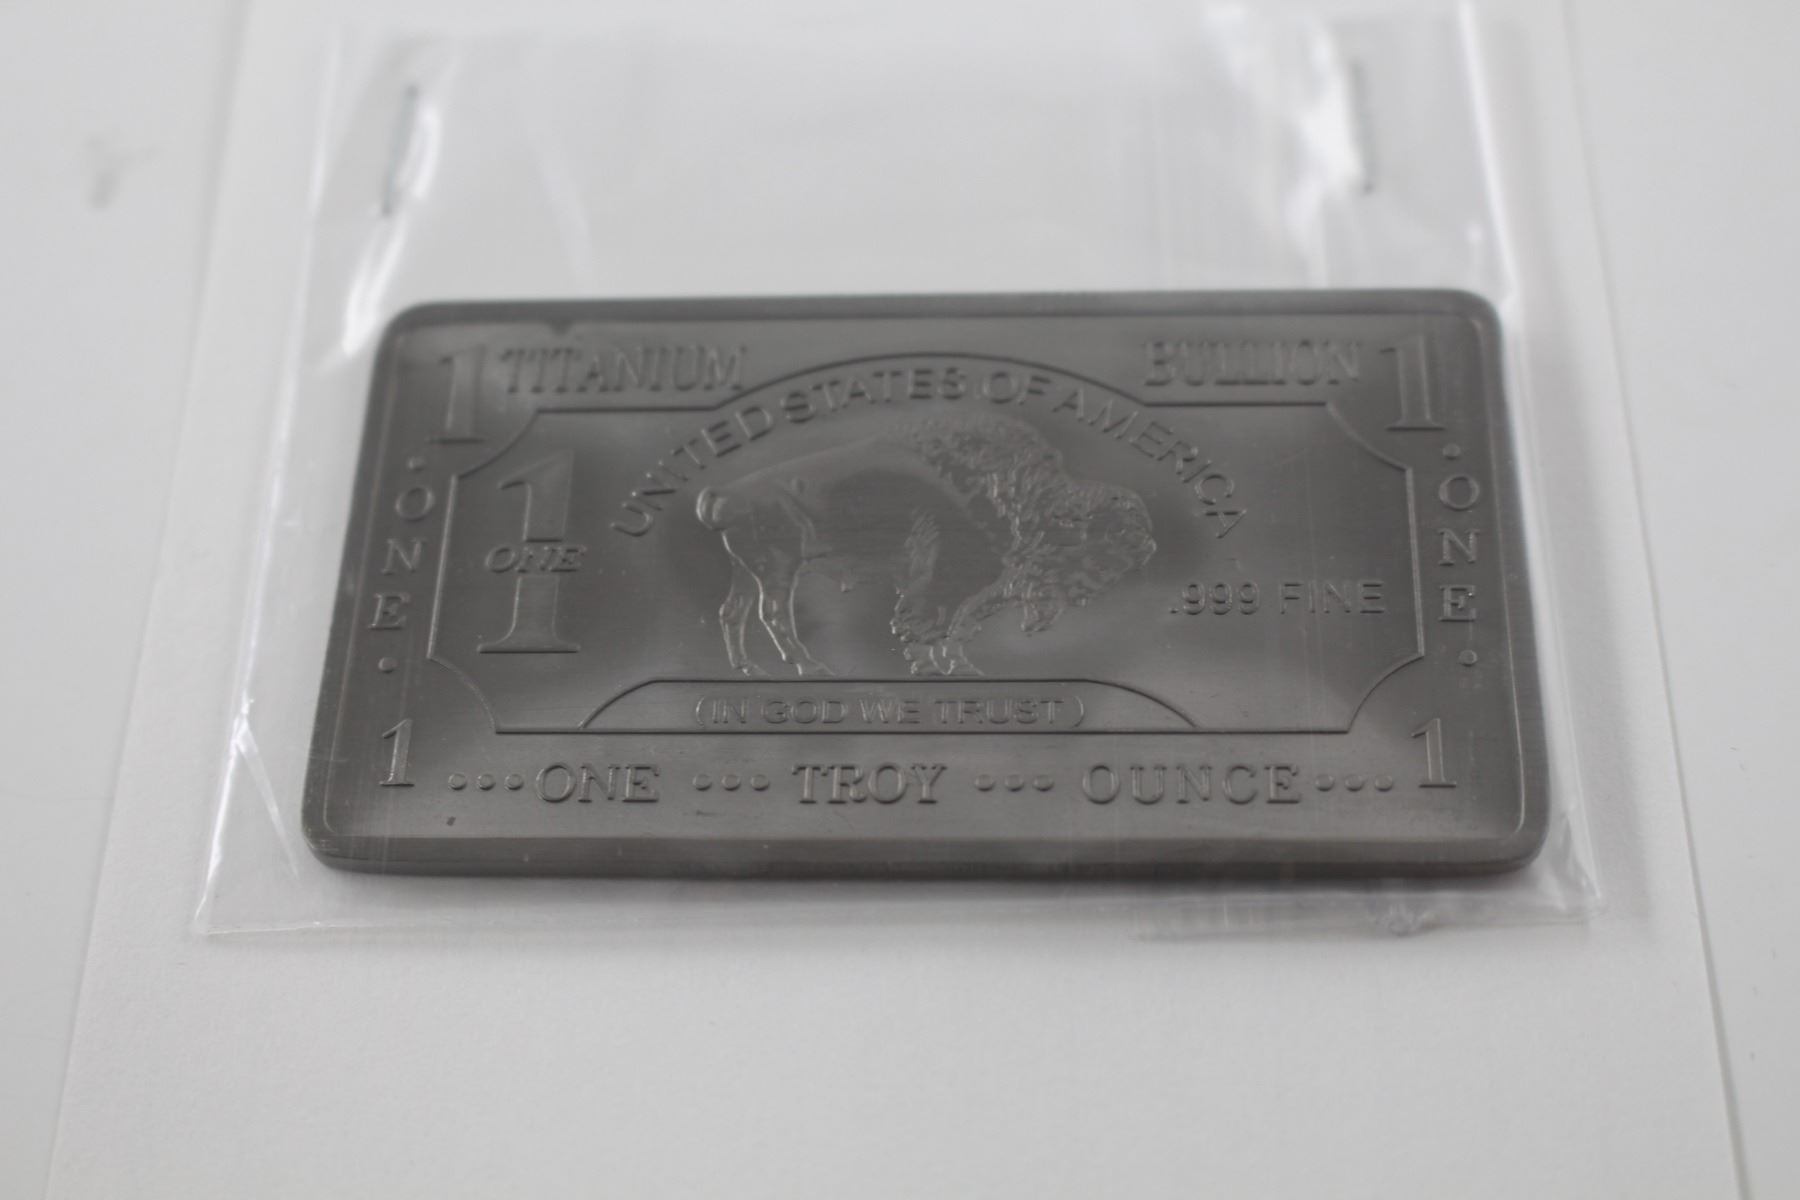 1 TITANIUM BULLION 1
UNITED STATES OF AMERICA
• ONE •
1
ONE
.999 FINE
• ONE •
(IN GOD WE TRUST)
1 •••ONE ••• TROY ••• OUNCE••• 1